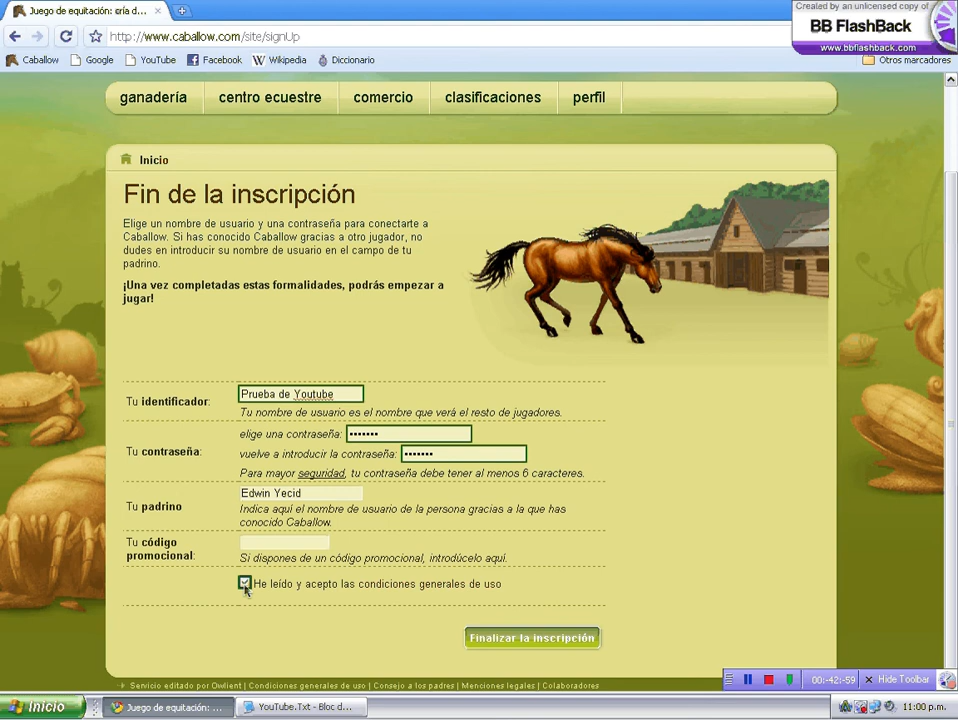 Created by an unlicensed copy of
BB FlashBack
www.bbflashback.com
Juego de equitación: cría d...
http://www.caballow.com/site/signUp
Caballow Google YouTube Facebook Wikipedia Diccionario Otros marcadores
ganadería centro ecuestre comercio clasificaciones perfil
Inicio
Fin de la inscripción
Elige un nombre de usuario y una contraseña para conectarte a
Caballow. Si has conocido Caballow gracias a otro jugador, no
dudes en introducir su nombre de usuario en el campo de tu
padrino.
¡Una vez completadas estas formalidades, podrás empezar a
jugar!
Tu identificador: Prueba de Youtube
Tu nombre de usuario es el nombre que verá el resto de jugadores.
Tu contraseña: elige una contraseña: •••••••
vuelve a introducir la contraseña: •••••••
Para mayor seguridad, tu contraseña debe tener al menos 6 caracteres.
Tu padrino Edwin Yecid
Indica aquí el nombre de usuario de la persona gracias a la que has
conocido Caballow.
Tu código
promocional:
Si dispones de un código promocional, introdúcelo aquí.
He leído y acepto las condiciones generales de uso
Finalizar la inscripción
Servicio editado por Owlient | Condiciones generales de uso | Consejo a los padres | Menciones legales | Colaboradores
00:-42:-59 Hide Toolbar
Inicio Juego de equitación: ... YouTube.Txt - Bloc d... 11:00 p.m.